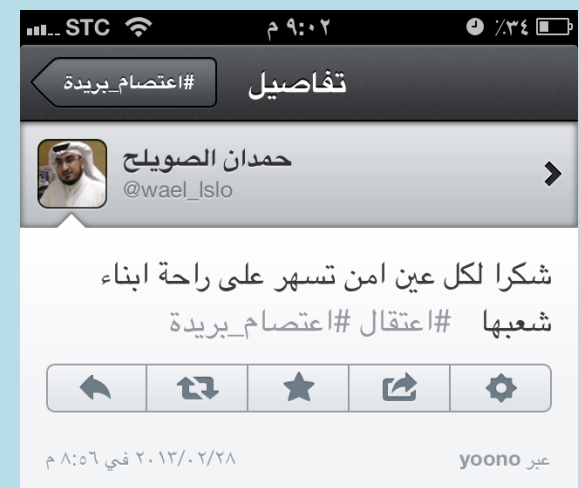 STC ٩:٠٢ م ٪٣٤
#اعتصام_بريدة تفاصيل
حمدان الصويلح
@wael_Islo
شكرا لكل عين امن تسهر على راحة ابناء
شعبها #اعتقال #اعتصام_بريدة
٢٠١٣/٠٢/٢٨ في ٨:٥٦ م
عبر yoono